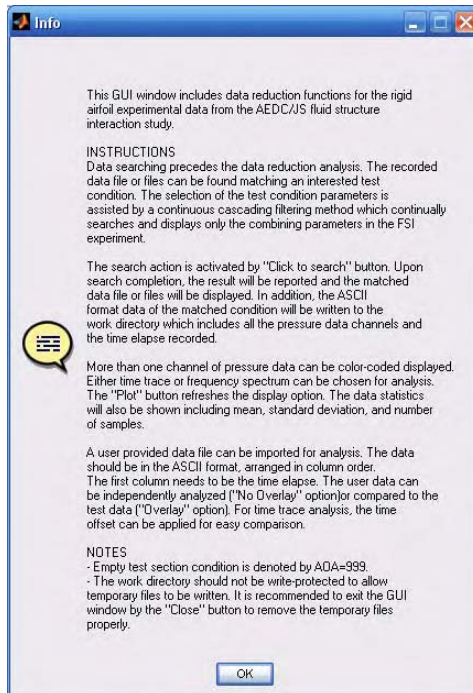 Info
This GUI window includes data reduction functions for the rigid
airfoil experimental data from the AEDC/JS fluid structure
interaction study.
INSTRUCTIONS
Data searching precedes the data reduction analysis. The recorded
data file or files can be found matching an interested test
condition. The selection of the test condition parameters is
assisted by a continuous cascading filtering method which continually
searches and displays only the combining parameters in the FSI
experiment.
The search action is activated by "Click to search" button. Upon
search completion, the result will be reported and the matched
data file or files will be displayed. In addition, the ASCII
format data of the matched condition will be written to the
work directory which includes all the pressure data channels and
the time elapse recorded.
More than one channel of pressure data can be color-coded displayed.
Either time trace or frequency spectrum can be chosen for analysis.
The "Plot" button refreshes the display option. The data statistics
will also be shown including mean, standard deviation, and number
of samples.
A user provided data file can be imported for analysis. The data
should be in the ASCII format, arranged in column order.
The first column needs to be the time elapse. The user data can
be independently analyzed ("No Overlay" option)or compared to the
test data ("Overlay" option). For time trace analysis, the time
offset can be applied for easy comparison.
NOTES
- Empty test section condition is denoted by AOA=999.
- The work directory should not be write-protected to allow
temporary files to be written. It is recommended to exit the GUI
window by the "Close" button to remove the temporary files
properly.
OK